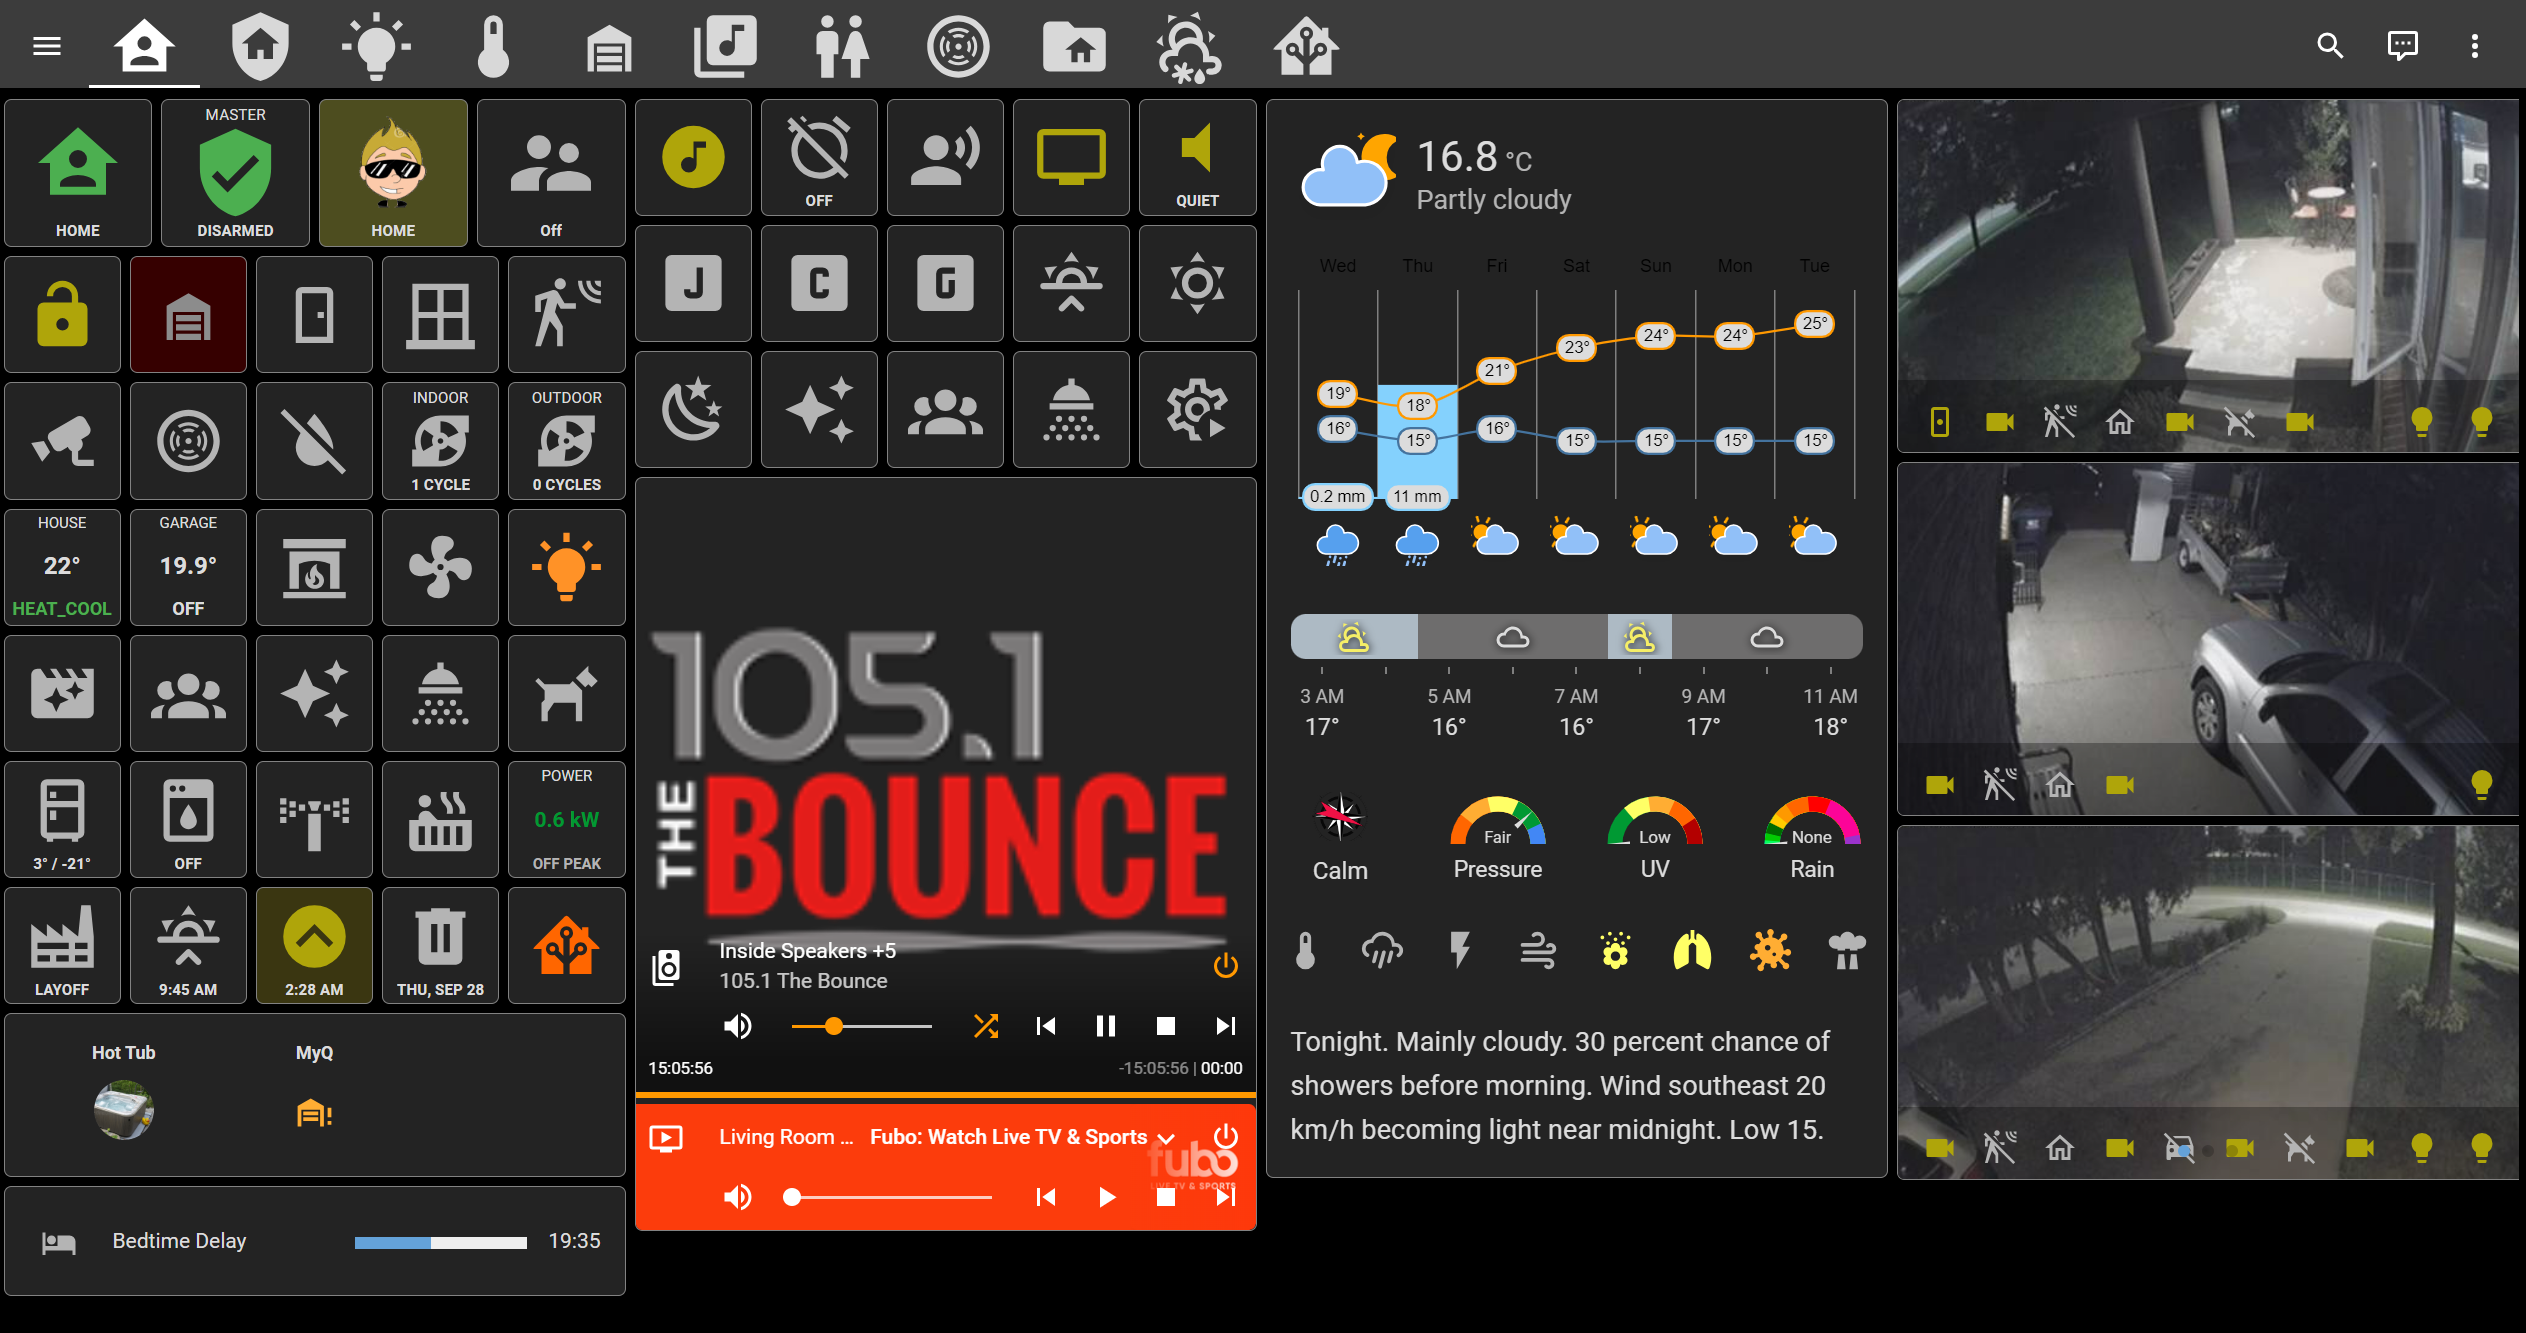 MASTER
HOME
DISARMED
HOME
Off
INDOOR
OUTDOOR
1 CYCLE
0 CYCLES
HOUSE
GARAGE
22°
19.9°
HEAT_COOL
OFF
POWER
0.6 kW
3° / -21°
OFF
OFF PEAK
LAYOFF
9:45 AM
2:28 AM
THU, SEP 28
Hot Tub
MyQ
Bedtime Delay
19:35
OFF
QUIET
J
C
G
105.1
THE
BOUNCE
Inside Speakers +5
105.1 The Bounce
15:05:56
-15:05:56 | 00:00
Living Room ...
Fubo: Watch Live TV & Sports
fubo
LIVE TV & SPORTS
16.8 °C
Partly cloudy
Wed Thu Fri Sat Sun Mon Tue
19° 18° 21° 23° 24° 24° 25°
16° 15° 16° 15° 15° 15° 15°
0.2 mm 11 mm
3 AM 5 AM 7 AM 9 AM 11 AM
17° 16° 16° 17° 18°
Fair Low None
Calm Pressure UV Rain
Tonight. Mainly cloudy. 30 percent chance of
showers before morning. Wind southeast 20
km/h becoming light near midnight. Low 15.